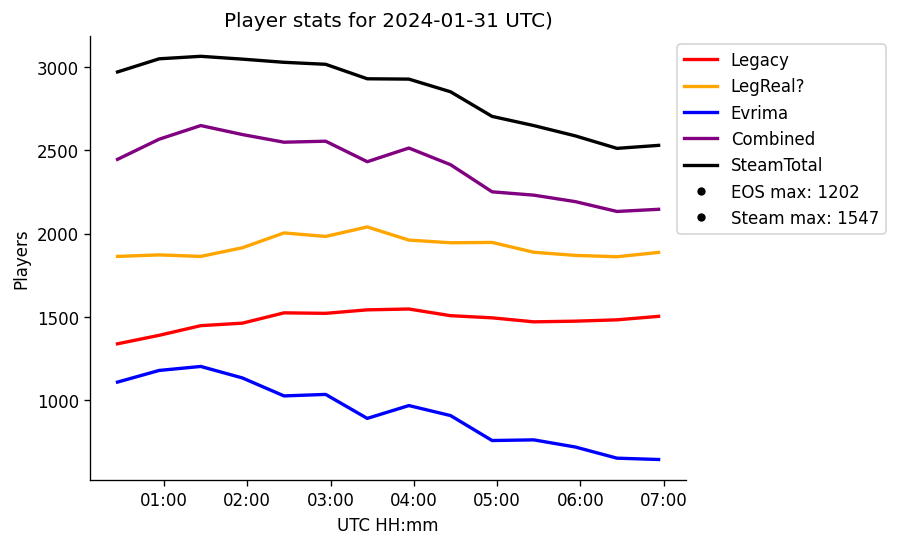 Player stats for 2024-01-31 UTC)
Legacy
LegReal?
Evrima
Combined
SteamTotal
EOS max: 1202
Steam max: 1547
Players
3000
2500
2000
1500
1000
01:00
02:00
03:00
04:00
05:00
06:00
07:00
UTC HH:mm